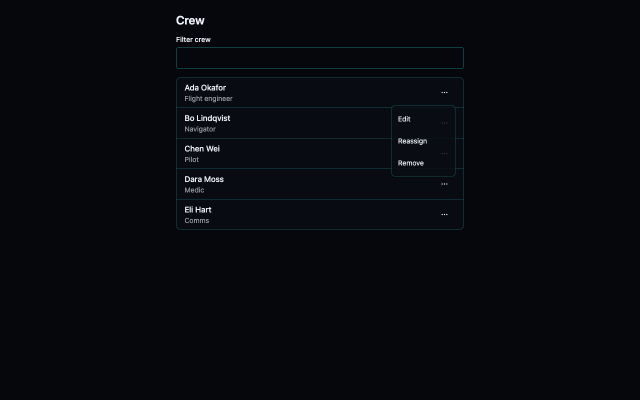 Crew
Filter crew
Ada Okafor
...
Flight engineer
Bo Lindqvist
Edit
Navigator
Reassign
Chen Wei
Pilot
Remove
Dara Moss
...
Medic
Eli Hart
...
Comms